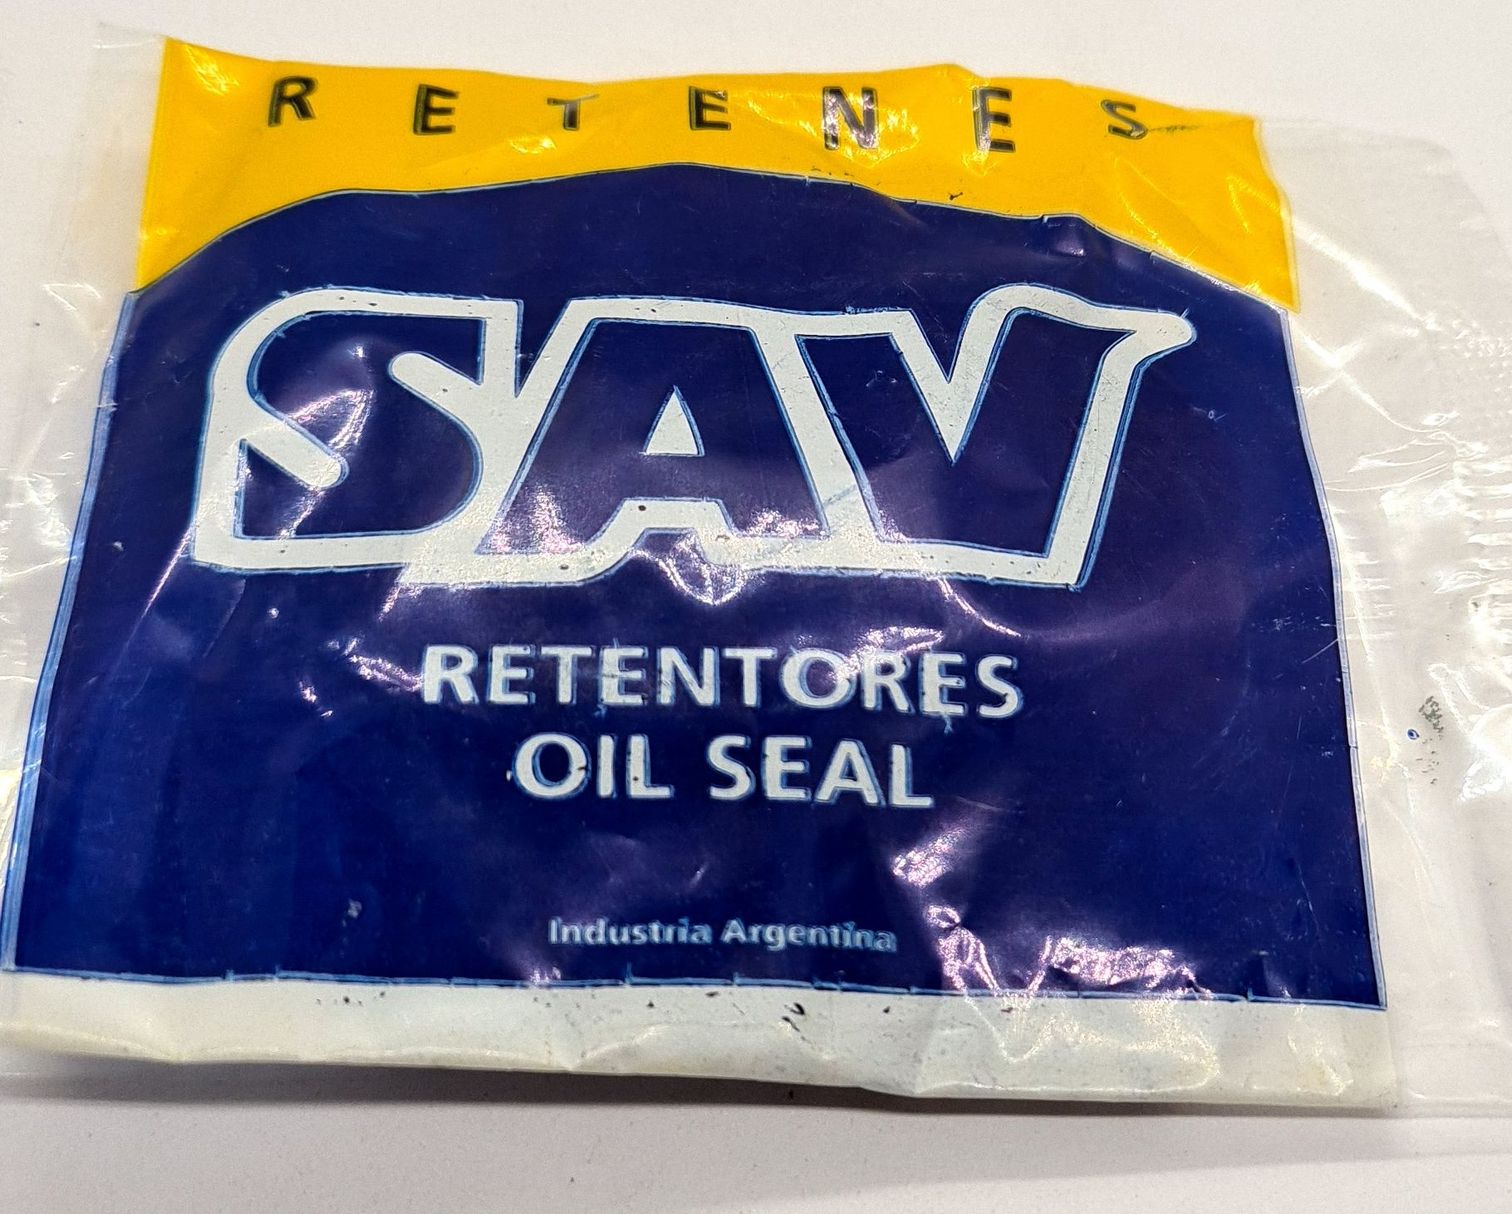 RETENES
SAV
RETENTORES
OIL SEAL
Industria Argentina